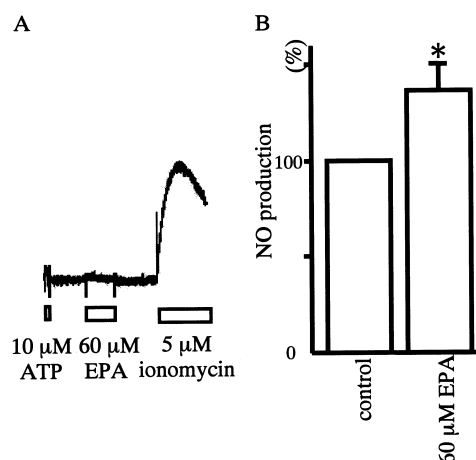 A
10 μM 60 μM 5 μM
ATP EPA ionomycin
B
(%)
NO production
100
0
*
control
60 μM EPA